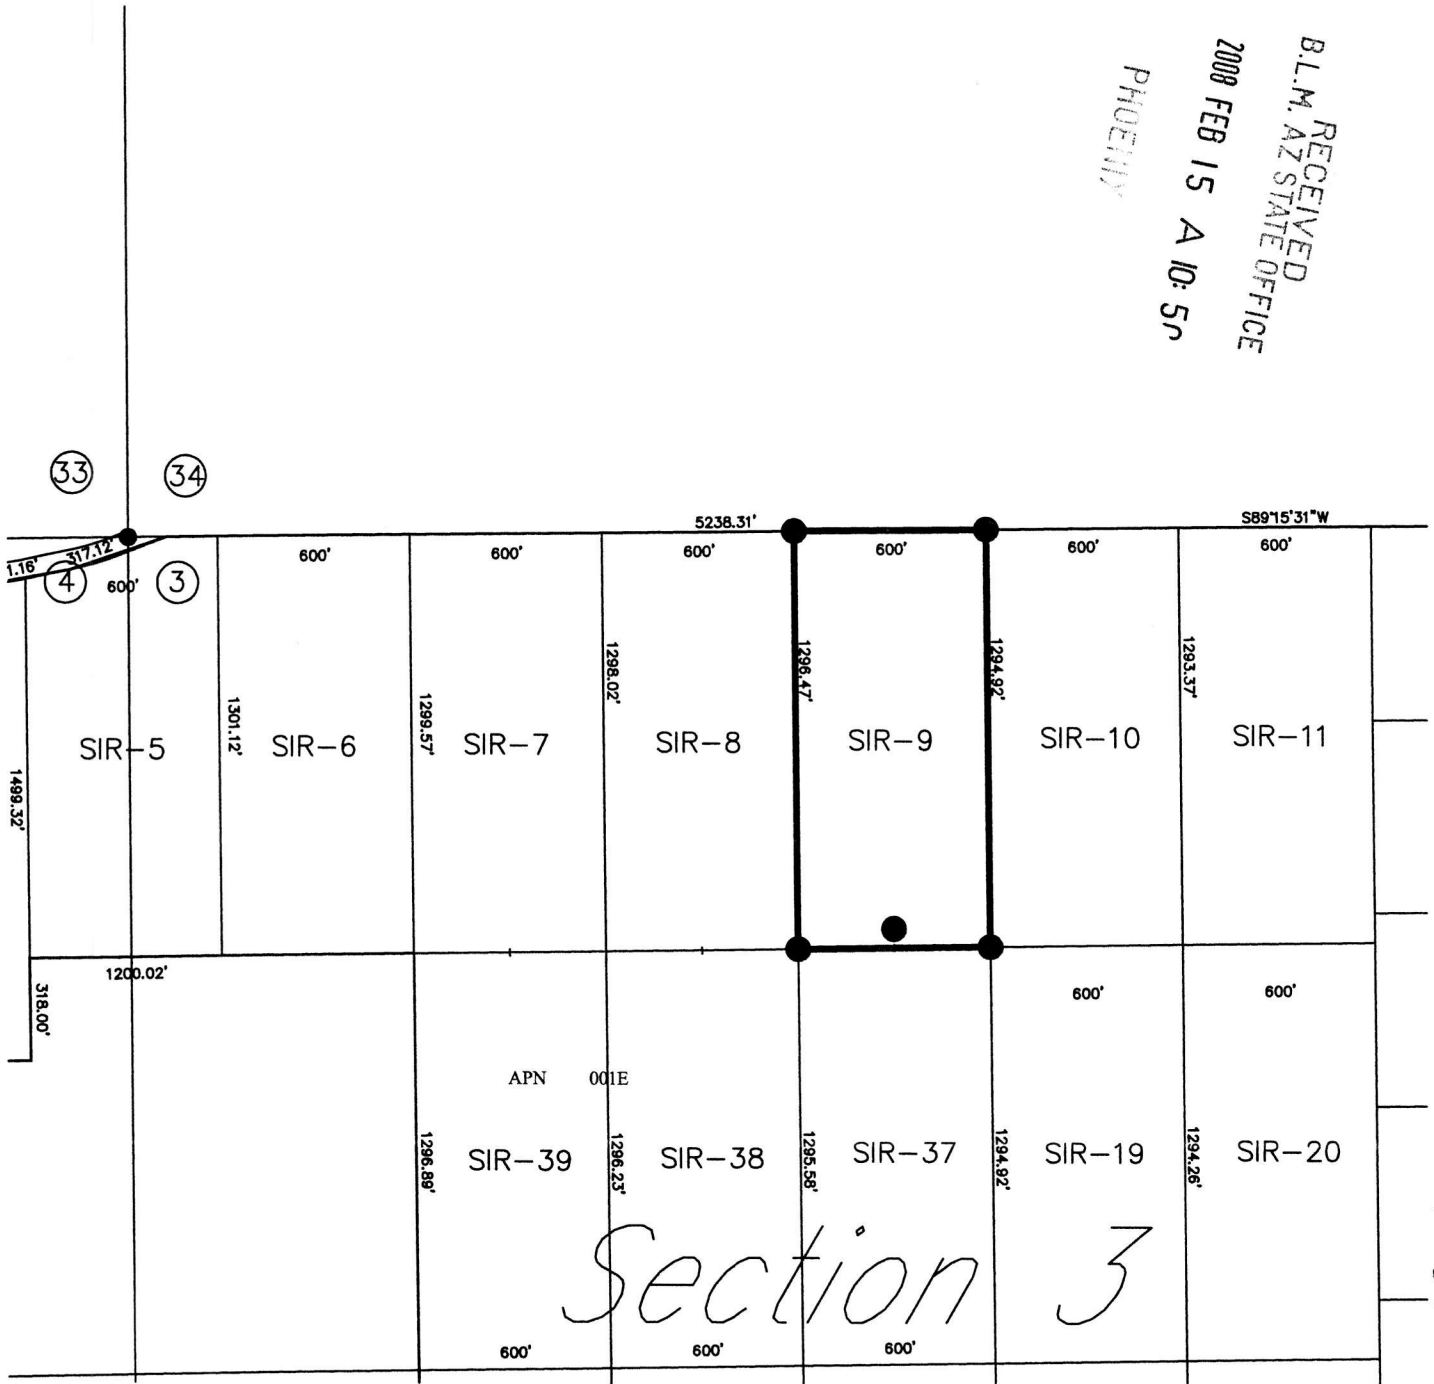 RECEIVED
B.L.M. AZ STATE OFFICE
2008 FEB 15 A 10:5
33
34
5238.31'
S89°15'31"W
1.16'
317.12'
4
600'
3
600'
600'
600'
600'
600'
600'
1499.32'
1301.12'
1299.57'
1298.02'
1296.47'
1294.92'
1293.37'
SIR-5
SIR-6
SIR-7
SIR-8
SIR-9
SIR-10
SIR-11
1200.02'
318.00'
600'
600'
APN 001E
1296.89'
1296.23'
1295.58'
1294.92'
1294.26'
SIR-39
SIR-38
SIR-37
SIR-19
SIR-20
Section 3
600'
600'
600'